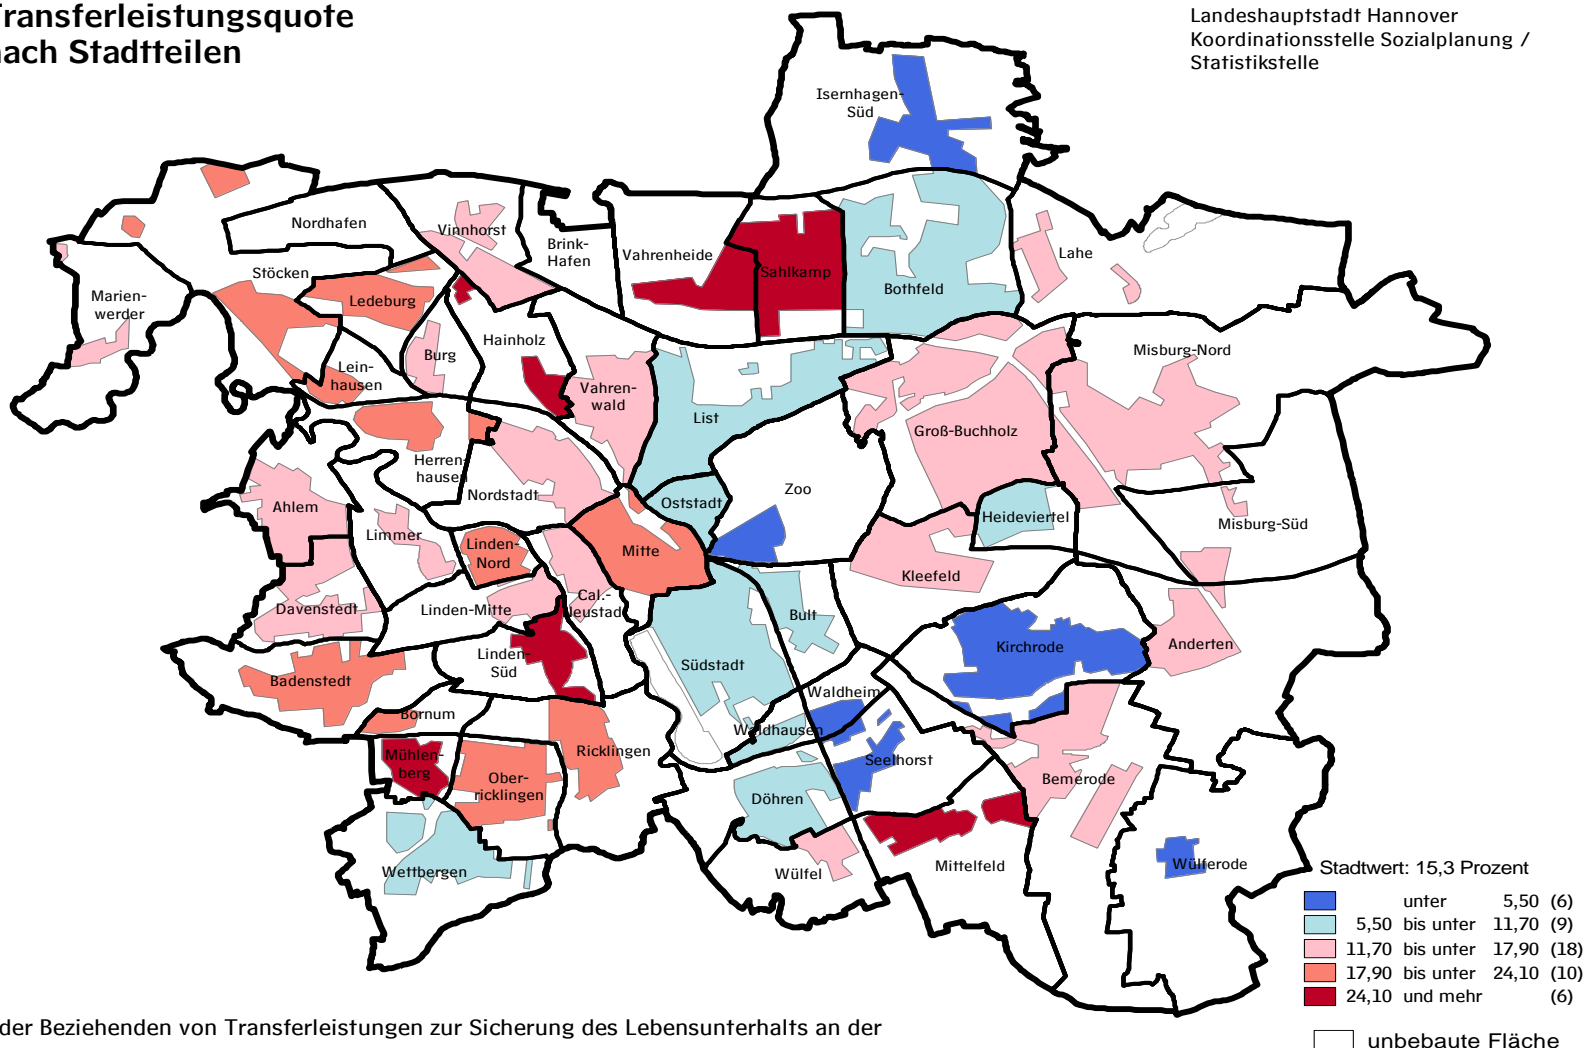 Transferleistungsquote
nach Stadtteilen
Landeshauptstadt Hannover
Koordinationsstelle Sozialplanung /
Statistikstelle
Isernhagen-
Süd
Nordhafen
Vinnhorst
Brink-
Hafen
Vahrenheide
Sahlkamp
Bothfeld
Lahe
Stöcken
Marien-
werder
Ledeburg
Burg
Hainholz
Lein-
hausen
Vahren-
wald
List
Misburg-Nord
Groß-Buchholz
Herren-
hausen
Nordstadt
Oststadt
Zoo
Heideviertel
Misburg-Süd
Ahlem
Limmer
Linden-
Nord
Mitte
Kleefeld
Davenstedt
Linden-Mitte
Cal.-
Neustadt
Bult
Kirchrode
Anderten
Linden-
Süd
Südstadt
Badenstedt
Waldheim
Bornum
Waldhausen
Ricklingen
Seelhorst
Mühlen-
berg
Ober-
ricklingen
Döhren
Bemerode
Wettbergen
Wülfel
Mittelfeld
Wülferode
Stadtwert: 15,3 Prozent
unter 5,50 (6)
5,50 bis unter 11,70 (9)
11,70 bis unter 17,90 (18)
17,90 bis unter 24,10 (10)
24,10 und mehr (6)
unbebaute Fläche
der Beziehenden von Transferleistungen zur Sicherung des Lebensunterhalts an der